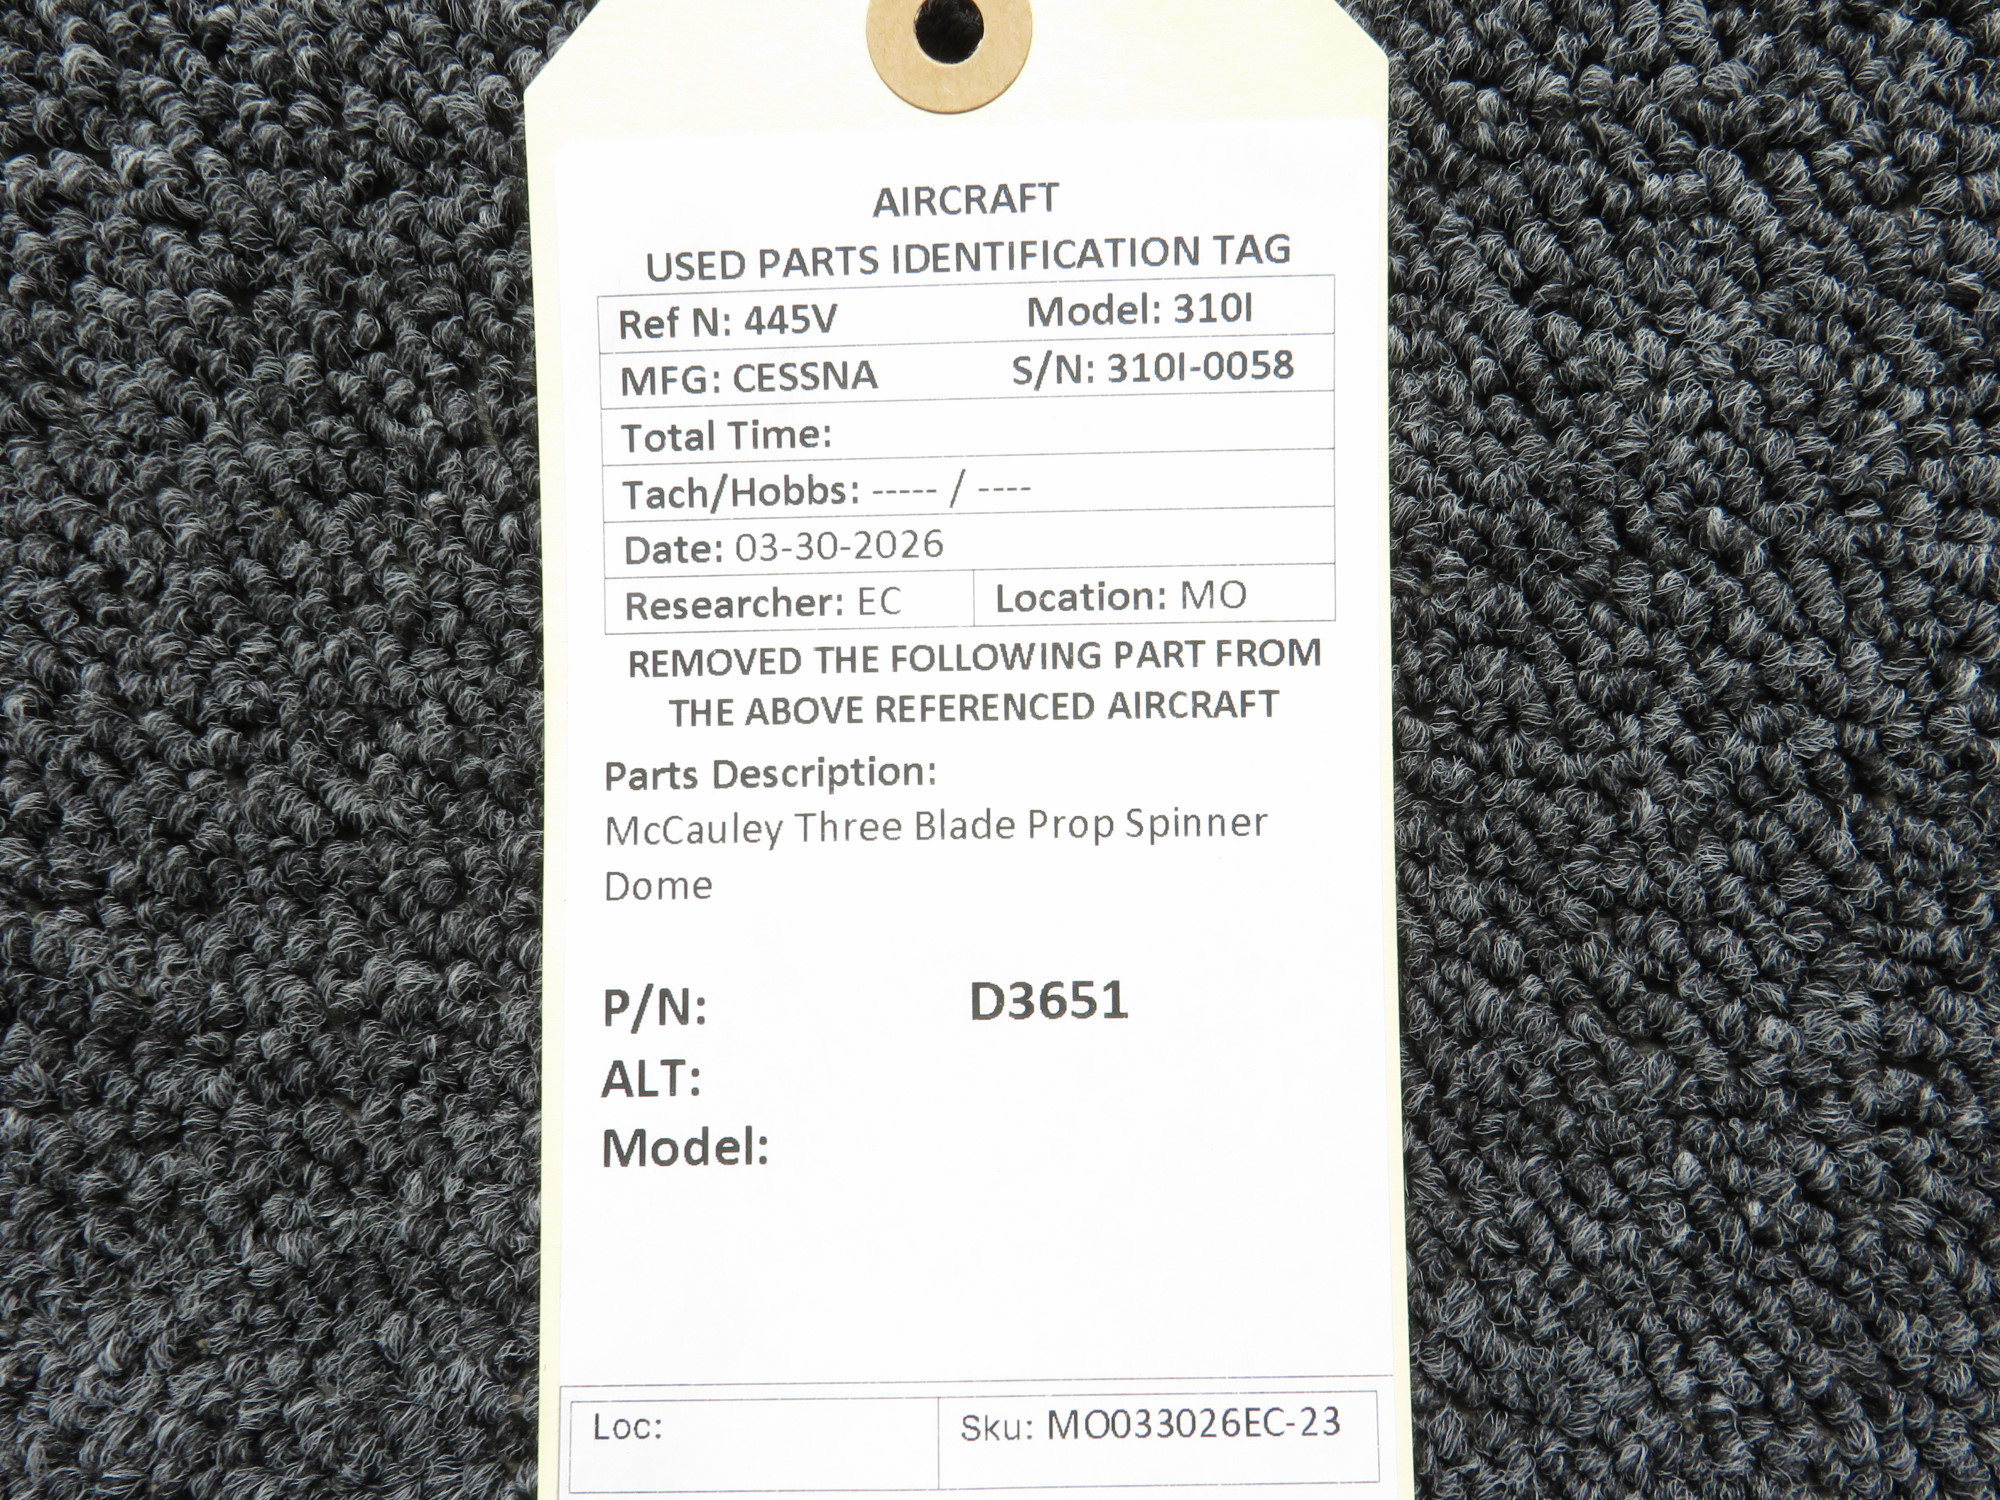 AIRCRAFT
USED PARTS IDENTIFICATION TAG
Ref N: 445V Model: 310I
MFG: CESSNA S/N: 310I-0058
Total Time:
Tach/Hobbs: ----- / ----
Date: 03-30-2026
Researcher: EC Location: MO
REMOVED THE FOLLOWING PART FROM
THE ABOVE REFERENCED AIRCRAFT
Parts Description:
McCauley Three Blade Prop Spinner
Dome
P/N: D3651
ALT:
Model:
Loc: Sku: MO033026EC-23